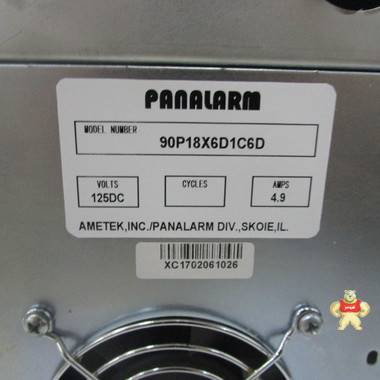 PANALARM
MODEL NUMBER
90P18X6D1C6D
VOLTS
125DC
CYCLES
AMPS
4.9
AMETEK,INC./PANALARM DIV.,SKOIE,IL.
XC1702061026